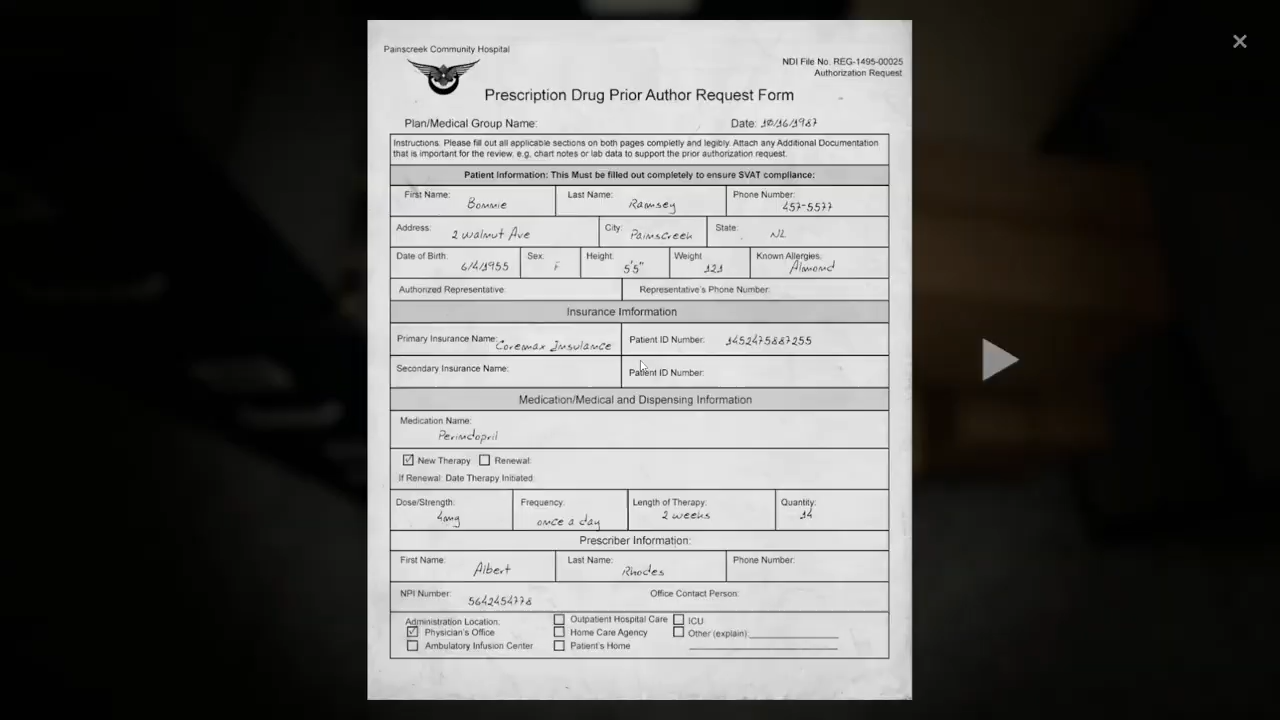 Painscreek Community Hospital
NDI File No. REG-1495-00025
Authorization Request
Prescription Drug Prior Author Request Form
Plan/Medical Group Name:
Date: 10/16/1987
Instructions. Please fill out all applicable sections on both pages completly and legibly. Attach any Additional Documentation
that is important for the review, e.g. chart notes or lab data to support the prior authorization request.
Patient Information: This Must be filled out completely to ensure SVAT compliance:
First Name: Bonnie Last Name: Ramsey Phone Number: 457-5577
Address: 2 Walnut Ave City: Painscreek State: NL
Date of Birth: 6/4/1955 Sex: F Height: 5'5" Weight 121 Known Allergies: Almond
Authorized Representative: Representative's Phone Number:
Insurance Imformation
Primary Insurance Name: Coremax Insulance Patient ID Number: 1452475887255
Secondary Insurance Name: Patient ID Number:
Medication/Medical and Dispensing Information
Medication Name:
Perindopril
New Therapy Renewal:
If Renewal: Date Therapy Initiated:
Dose/Strength: 4mg Frequency: once a day Length of Therapy: 2 weeks Quantity: 14
Prescriber Information:
First Name: Albert Last Name: Rhodes Phone Number:
NPI Number: 5642454778 Office Contact Person:
Administration Location:
Physician's Office
Ambulatory Infusion Center
Outpatient Hospital Care
Home Care Agency
Patient's Home
ICU
Other (explain):